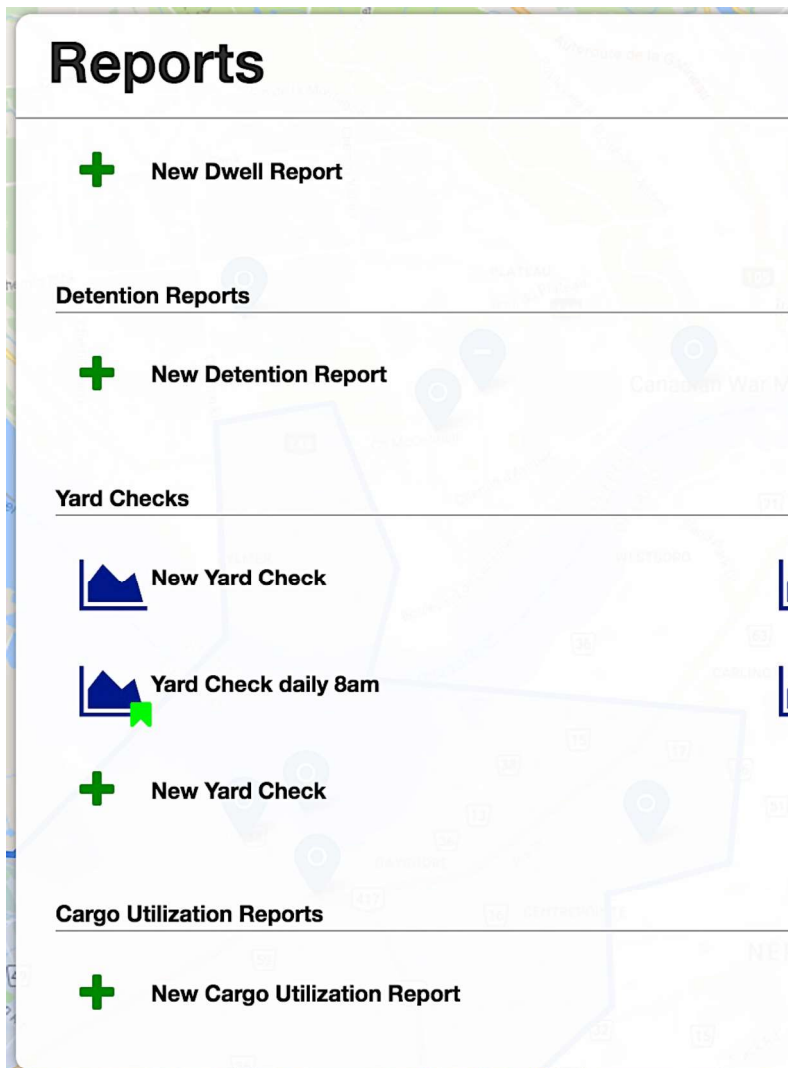 Reports
New Dwell Report
Detention Reports
New Detention Report
Yard Checks
New Yard Check
Yard Check daily 8am
New Yard Check
Cargo Utilization Reports
New Cargo Utilization Report